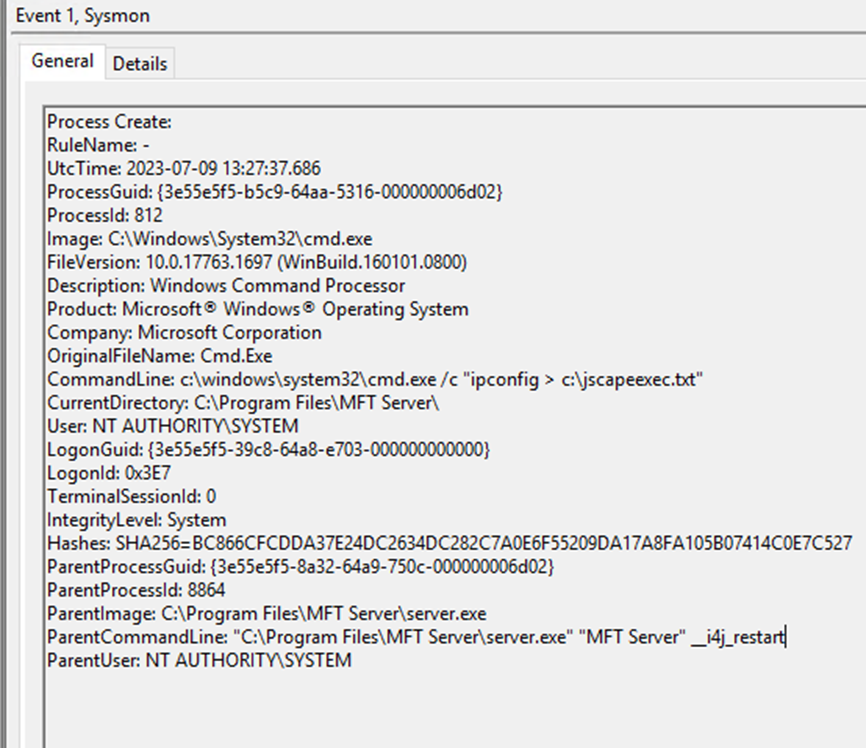 Event 1, Sysmon
General
Details
Process Create:
RuleName: -
UtcTime: 2023-07-09 13:27:37.686
ProcessGuid: {3e55e5f5-b5c9-64aa-5316-000000006d02}
ProcessId: 812
Image: C:\Windows\System32\cmd.exe
FileVersion: 10.0.17763.1697 (WinBuild.160101.0800)
Description: Windows Command Processor
Product: Microsoft® Windows® Operating System
Company: Microsoft Corporation
OriginalFileName: Cmd.Exe
CommandLine: c:\windows\system32\cmd.exe /c "ipconfig > c:\jscapeexec.txt"
CurrentDirectory: C:\Program Files\MFT Server\
User: NT AUTHORITY\SYSTEM
LogonGuid: {3e55e5f5-39c8-64a8-e703-000000000000}
LogonId: 0x3E7
TerminalSessionId: 0
IntegrityLevel: System
Hashes: SHA256=BC866CFCDDA37E24DC2634DC282C7A0E6F55209DA17A8FA105B07414C0E7C527
ParentProcessGuid: {3e55e5f5-8a32-64a9-750c-000000006d02}
ParentProcessId: 8864
ParentImage: C:\Program Files\MFT Server\server.exe
ParentCommandLine: "C:\Program Files\MFT Server\server.exe" "MFT Server" __i4j_restart
ParentUser: NT AUTHORITY\SYSTEM